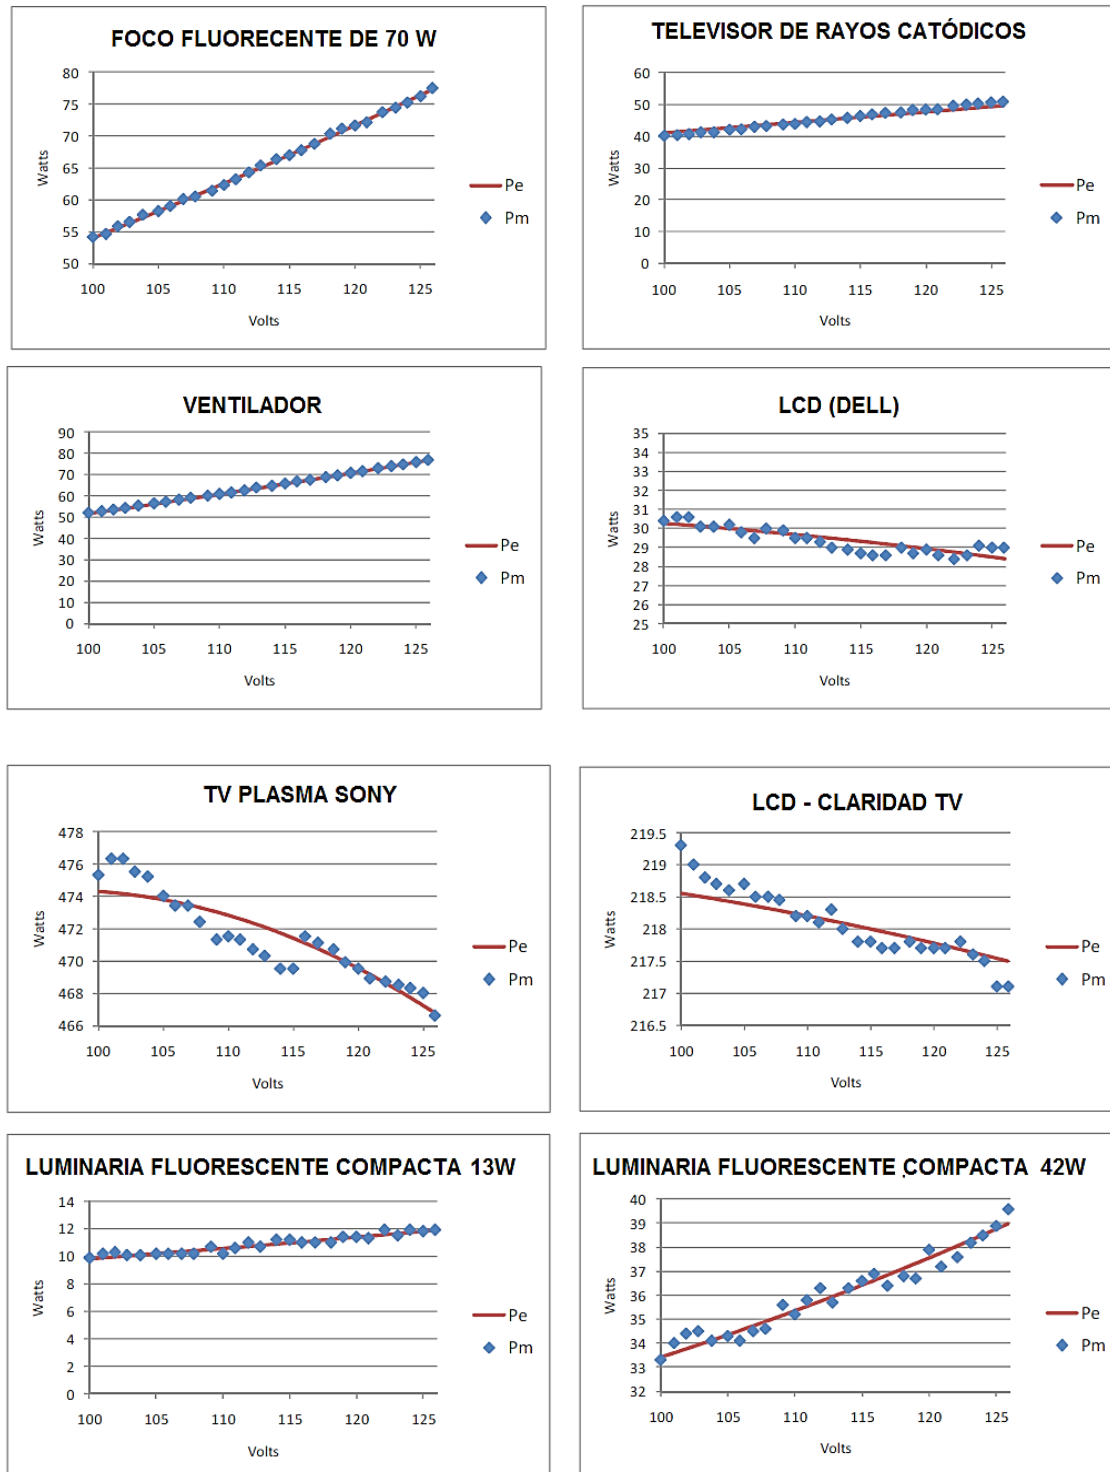 FOCO FLUORECENTE DE 70 W
80
75
70
65
60
55
50
Watts
100 105 110 115 120 125
Volts
Pe
Pm
TELEVISOR DE RAYOS CATÓDICOS
60
50
40
30
20
10
0
Watts
100 105 110 115 120 125
Volts
Pe
Pm
VENTILADOR
90
80
70
60
50
40
30
20
10
0
Watts
100 105 110 115 120 125
Volts
Pe
Pm
LCD (DELL)
35
34
33
32
31
30
29
28
27
26
25
Watts
100 105 110 115 120 125
Volts
Pe
Pm
TV PLASMA SONY
478
476
474
472
470
468
466
Watts
100 105 110 115 120 125
Volts
Pe
Pm
LCD - CLARIDAD TV
219.5
219
218.5
218
217.5
217
216.5
Watts
100 105 110 115 120 125
Volts
Pe
Pm
LUMINARIA FLUORESCENTE COMPACTA 13W
14
12
10
8
6
4
2
0
Watts
100 105 110 115 120 125
Volts
Pe
Pm
LUMINARIA FLUORESCENTE COMPACTA 42W
40
39
38
37
36
35
34
33
32
Watts
100 105 110 115 120 125
Volts
Pe
Pm